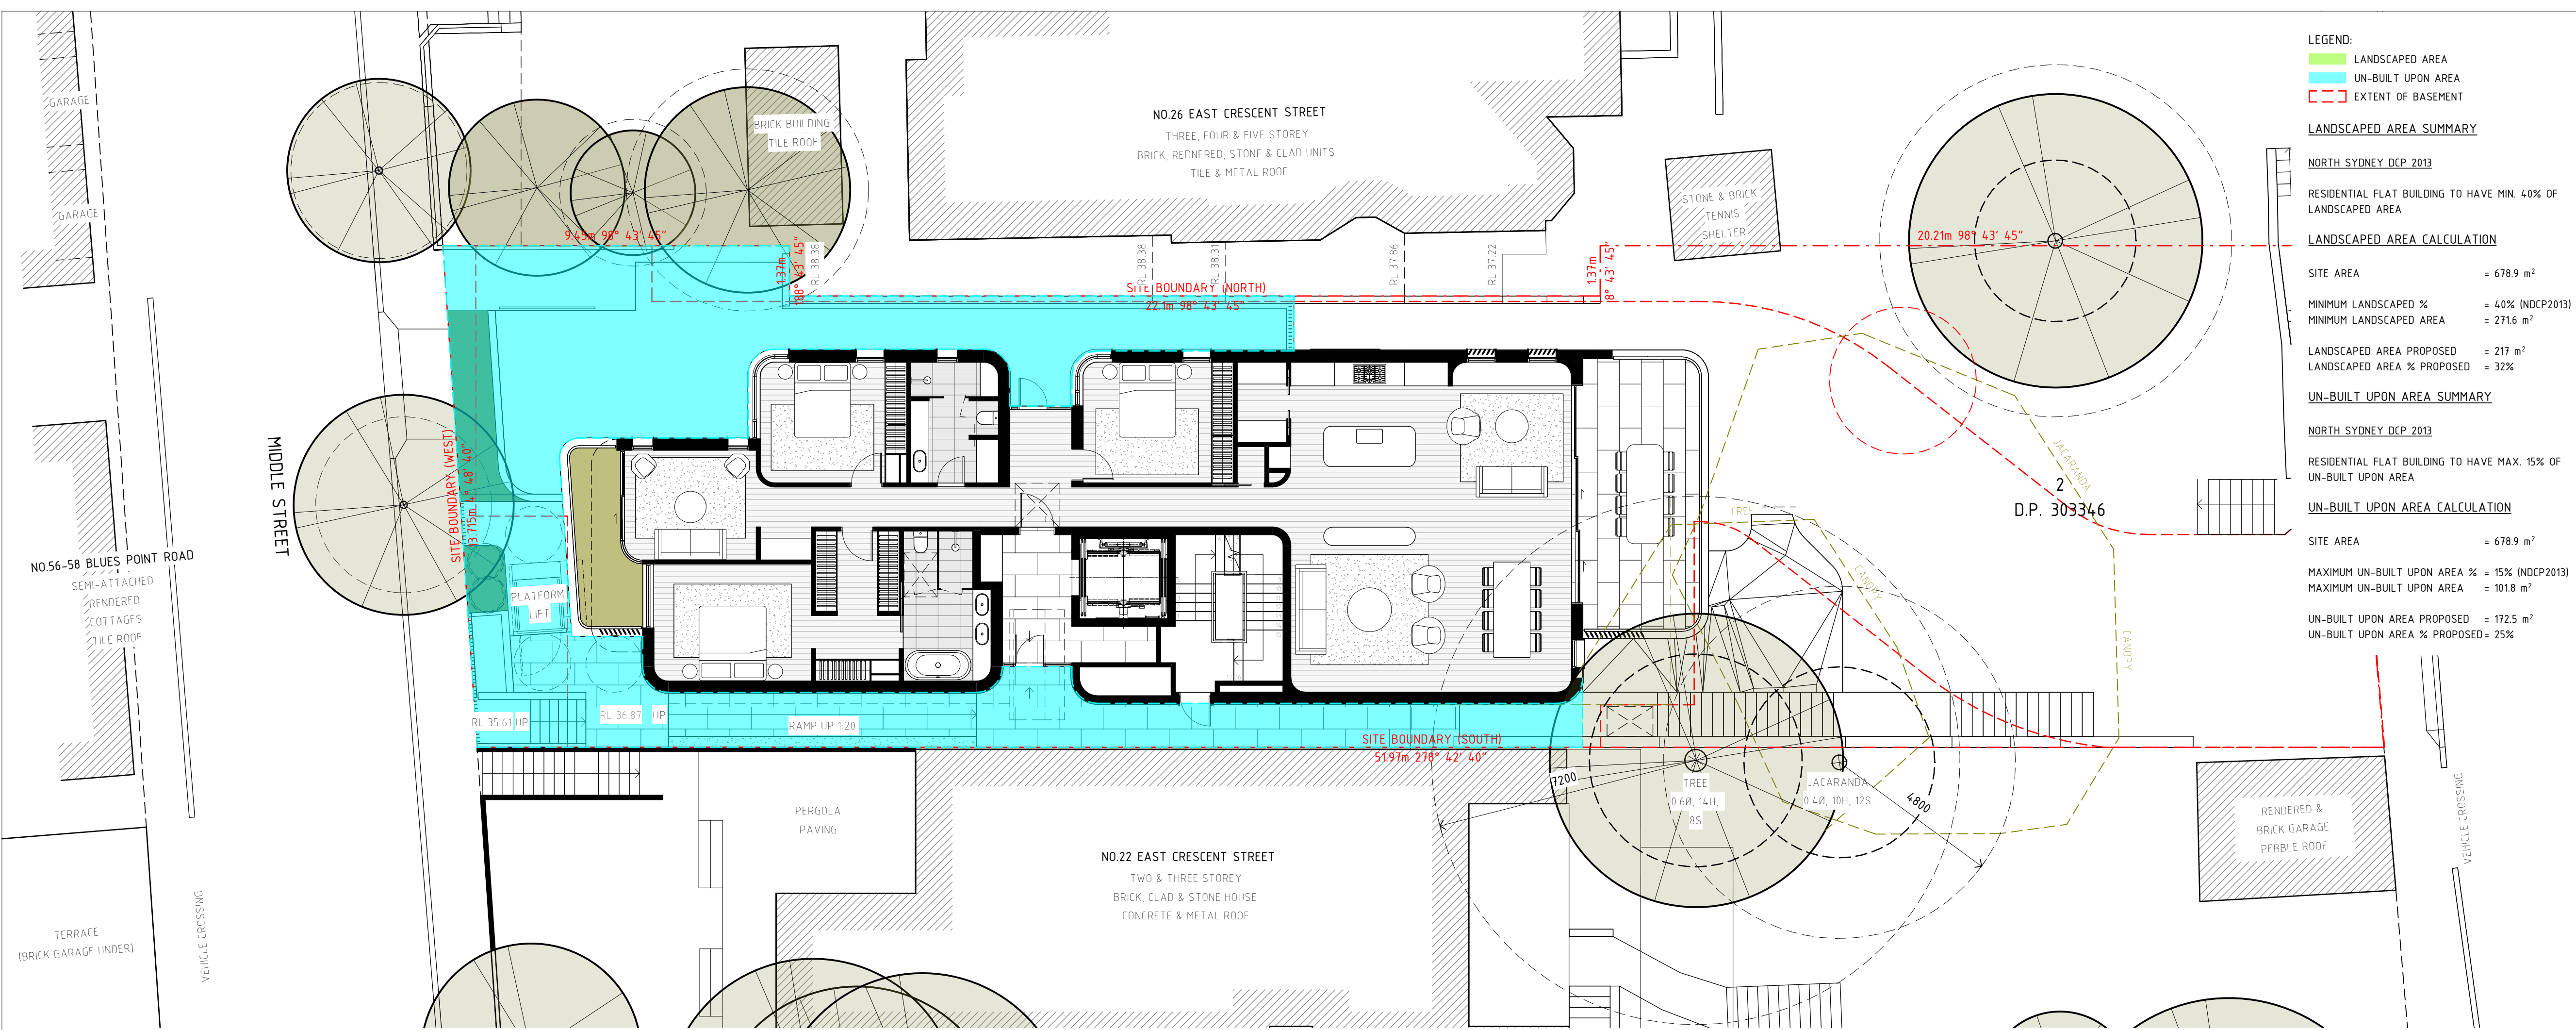 LEGEND:
LANDSCAPED AREA
UN-BUILT UPON AREA
EXTENT OF BASEMENT
LANDSCAPED AREA SUMMARY
NORTH SYDNEY DCP 2013
RESIDENTIAL FLAT BUILDING TO HAVE MIN. 40% OF
LANDSCAPED AREA
LANDSCAPED AREA CALCULATION
SITE AREA = 678.9 m²
MINIMUM LANDSCAPED % = 40% (NDCP2013)
MINIMUM LANDSCAPED AREA = 271.6 m²
LANDSCAPED AREA PROPOSED = 217 m²
LANDSCAPED AREA % PROPOSED = 32%
UN-BUILT UPON AREA SUMMARY
NORTH SYDNEY DCP 2013
RESIDENTIAL FLAT BUILDING TO HAVE MAX. 15% OF
UN-BUILT UPON AREA
UN-BUILT UPON AREA CALCULATION
SITE AREA = 678.9 m²
MAXIMUM UN-BUILT UPON AREA % = 15% (NDCP2013)
MAXIMUM UN-BUILT UPON AREA = 101.8 m²
UN-BUILT UPON AREA PROPOSED = 172.5 m²
UN-BUILT UPON AREA % PROPOSED= 25%
GARAGE
GARAGE
BRICK BUILDING
TILE ROOF
NO.26 EAST CRESCENT STREET
THREE, FOUR & FIVE STOREY
BRICK, REDNERED, STONE & CLAD UNITS
TILE & METAL ROOF
STONE & BRICK
TENNIS
SHELTER
9.45m 98° 43' 45"
1.37m
88° 43' 45"
RL 38.38
RL 38.38
RL 38.31
RL 37.86
RL 37.22
1.37m
8° 43' 45"
20.21m 98° 43' 45"
SITE BOUNDARY (NORTH)
22.1m 98° 43' 45"
MIDDLE STREET
SITE BOUNDARY (WEST)
13.715m 4° 48' 40"
NO.56-58 BLUES POINT ROAD
SEMI-ATTACHED
RENDERED
COTTAGES
TILE ROOF
PLATFORM
LIFT
1
JACARANDA
TREE
CANOPY
CANOPY
2
D.P. 303346
RL 35.61 UP
RL 36.87 UP
RAMP UP 1:20
SITE BOUNDARY (SOUTH)
51.97m 278° 42' 40"
7200
TREE
0.6Ø, 14H,
8S
JACARANDA
0.4Ø, 10H, 12S
4800
PERGOLA
PAVING
NO.22 EAST CRESCENT STREET
TWO & THREE STOREY
BRICK, CLAD & STONE HOUSE
CONCRETE & METAL ROOF
RENDERED &
BRICK GARAGE
PEBBLE ROOF
VEHICLE CROSSING
TERRACE
(BRICK GARAGE UNDER)
VEHICLE CROSSING